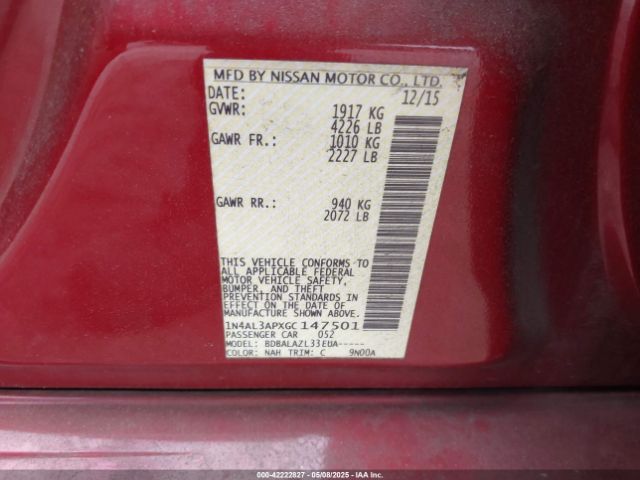 MFD BY NISSAN MOTOR CO., LTD.
DATE: 12/15
GVWR: 1917 KG
4226 LB
GAWR FR.: 1010 KG
2227 LB
GAWR RR.: 940 KG
2072 LB
THIS VEHICLE CONFORMS TO
ALL APPLICABLE FEDERAL
MOTOR VEHICLE SAFETY,
BUMPER, AND THEFT
PREVENTION STANDARDS IN
EFFECT ON THE DATE OF
MANUFACTURE SHOWN ABOVE.
1N4AL3APXGC147501
PASSENGER CAR 052
MODEL: BDBALAZL33EUA-----
COLOR: NAH TRIM: C 9N00A
000-42222827 | 05/08/2025 | IAA Inc.